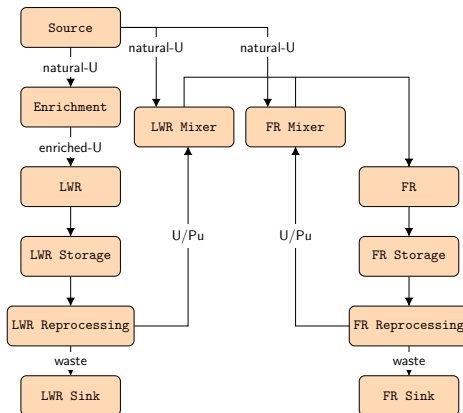 Source
natural-U natural-U
natural-U
Enrichment
LWR Mixer FR Mixer
enriched-U
LWR FR
U/Pu U/Pu
LWR Storage FR Storage
LWR Reprocessing FR Reprocessing
waste waste
LWR Sink FR Sink